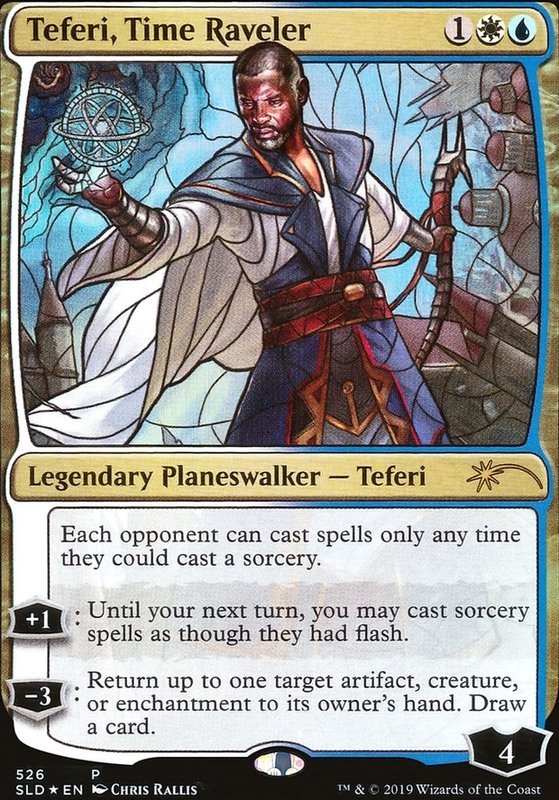 Teferi, Time Raveler 1
Legendary Planeswalker — Teferi
Each opponent can cast spells only any time
they could cast a sorcery.
+1 : Until your next turn, you may cast sorcery
spells as though they had flash.
−3 : Return up to one target artifact, creature,
or enchantment to its owner's hand. Draw
a card.
4
526 P
SLD ★ EN Chris Rallis
™ & © 2019 Wizards of the Coast